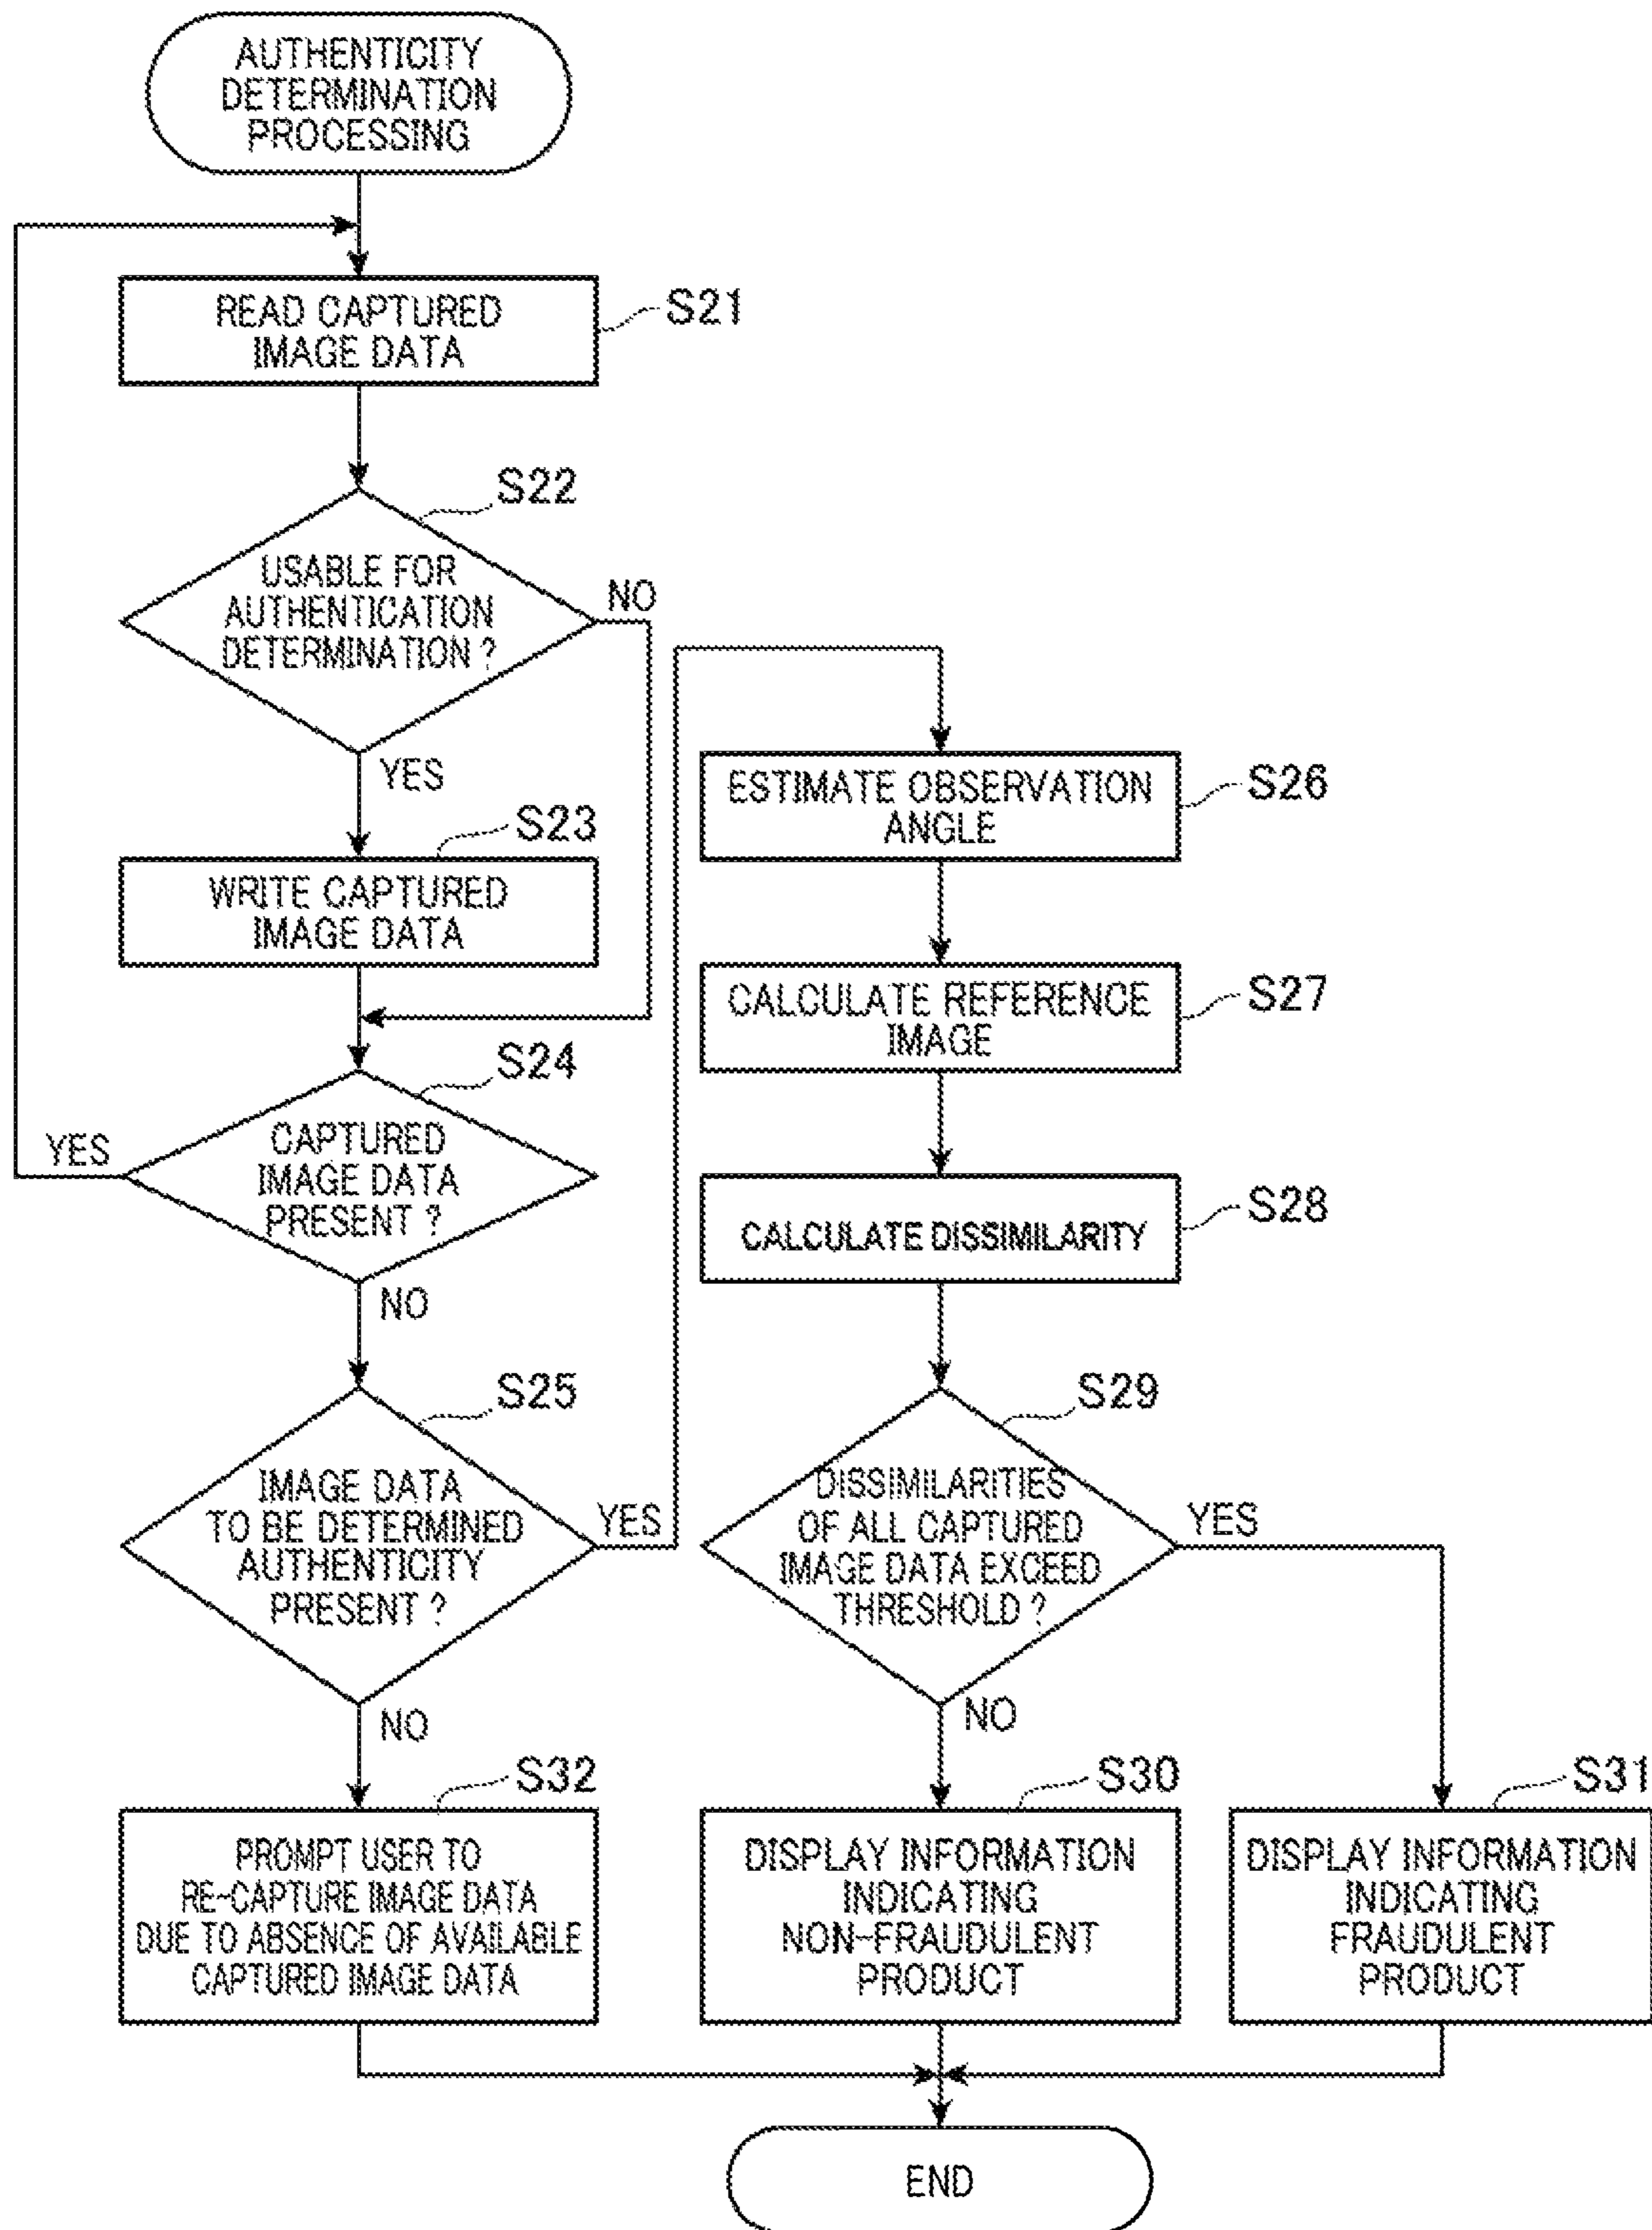 AUTHENTICITY
DETERMINATION
PROCESSING
READ CAPTURED
IMAGE DATA
S21
S22
USABLE FOR
AUTHENTICATION
DETERMINATION ?
NO
YES
S23
WRITE CAPTURED
IMAGE DATA
S24
CAPTURED
IMAGE DATA
PRESENT ?
YES
NO
S25
IMAGE DATA
TO BE DETERMINED
AUTHENTICITY
PRESENT ?
YES
NO
S32
PROMPT USER TO
RE-CAPTURE IMAGE DATA
DUE TO ABSENCE OF AVAILABLE
CAPTURED IMAGE DATA
ESTIMATE OBSERVATION
ANGLE
S26
CALCULATE REFERENCE
IMAGE
S27
CALCULATE DISSIMILARITY
S28
S29
DISSIMILARITIES
OF ALL CAPTURED
IMAGE DATA EXCEED
THRESHOLD ?
YES
NO
S30
DISPLAY INFORMATION
INDICATING
NON-FRAUDULENT
PRODUCT
S31
DISPLAY INFORMATION
INDICATING
FRAUDULENT
PRODUCT
END